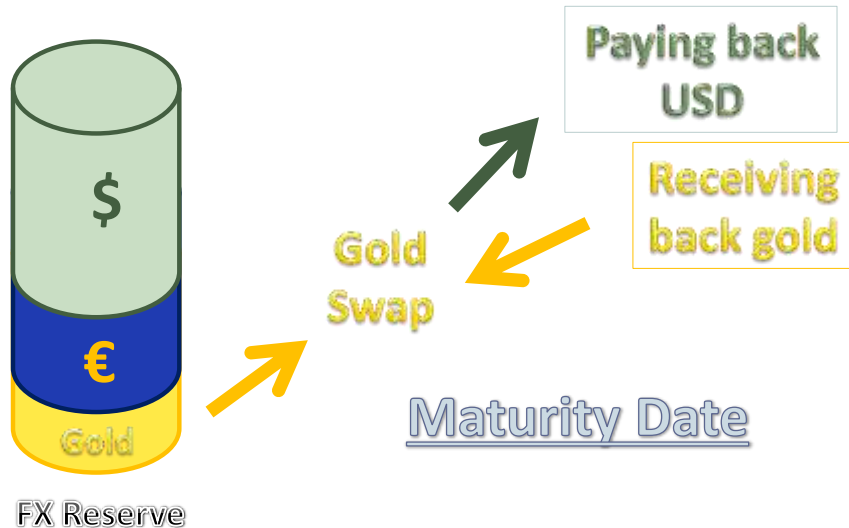 Paying back
USD
$
Receiving
back gold
Gold
Swap
€
Maturity Date
Gold
FX Reserve